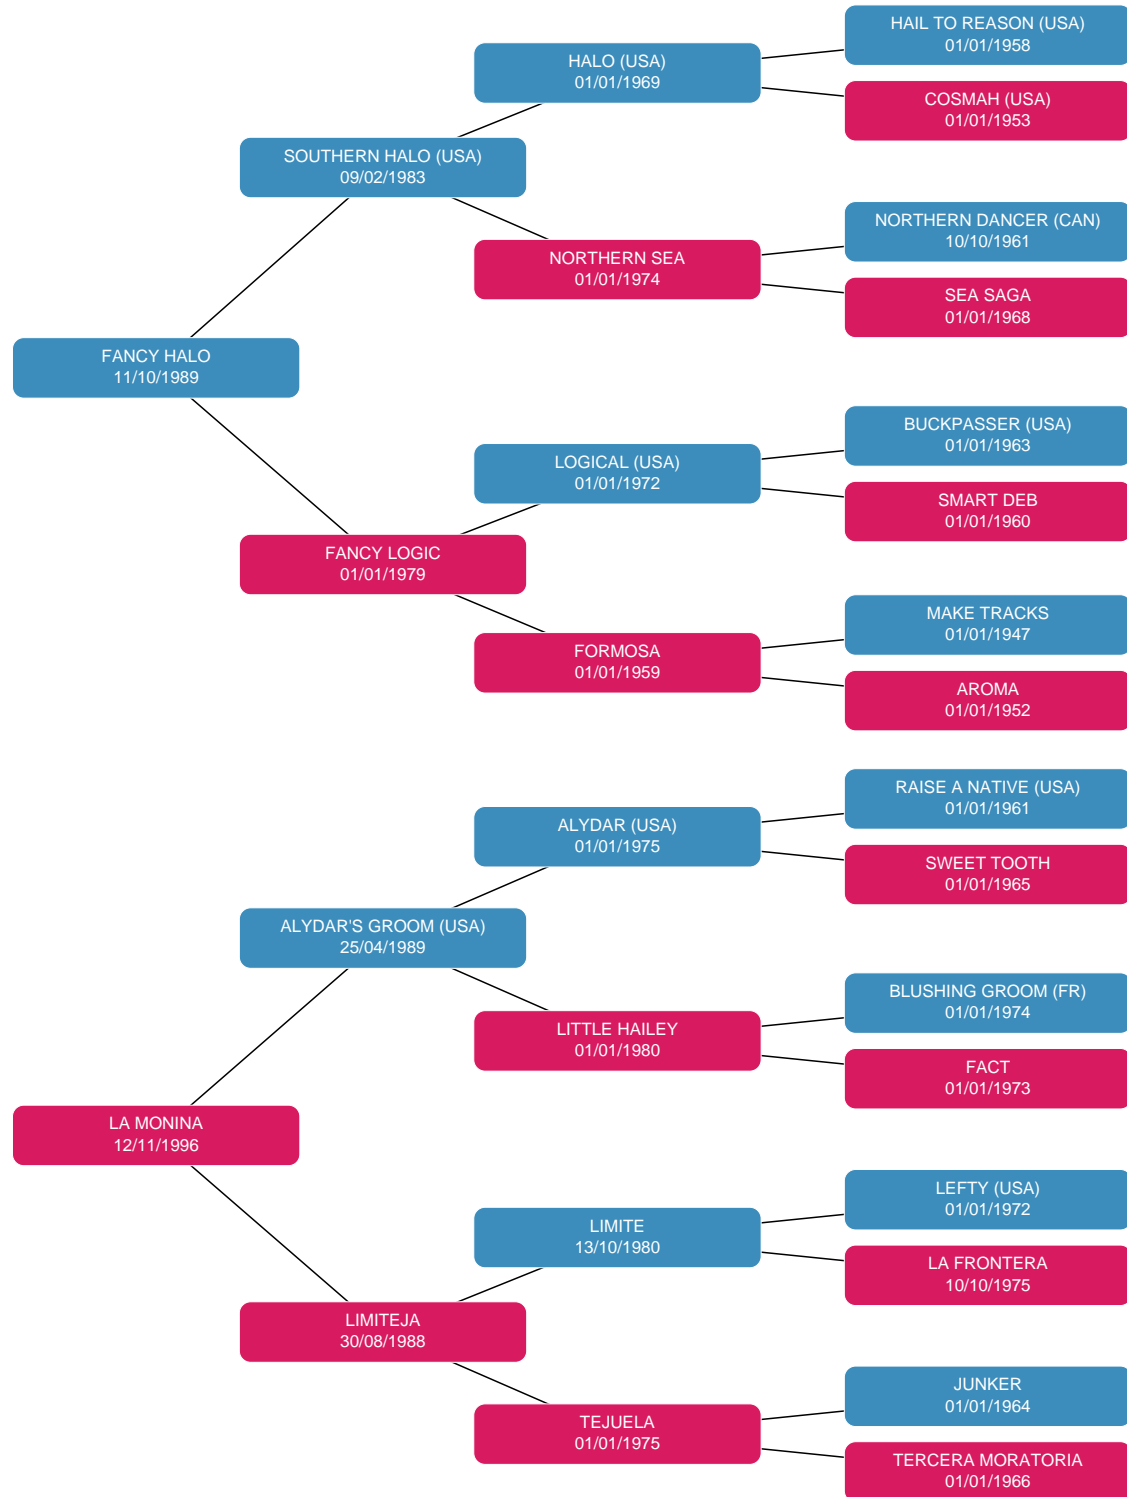 HAIL TO REASON (USA)
01/01/1958
HALO (USA)
01/01/1969
COSMAH (USA)
01/01/1953
SOUTHERN HALO (USA)
09/02/1983
NORTHERN DANCER (CAN)
10/10/1961
NORTHERN SEA
01/01/1974
SEA SAGA
01/01/1968
FANCY HALO
11/10/1989
BUCKPASSER (USA)
01/01/1963
LOGICAL (USA)
01/01/1972
SMART DEB
01/01/1960
FANCY LOGIC
01/01/1979
MAKE TRACKS
01/01/1947
FORMOSA
01/01/1959
AROMA
01/01/1952
RAISE A NATIVE (USA)
01/01/1961
ALYDAR (USA)
01/01/1975
SWEET TOOTH
01/01/1965
ALYDAR'S GROOM (USA)
25/04/1989
BLUSHING GROOM (FR)
01/01/1974
LITTLE HAILEY
01/01/1980
FACT
01/01/1973
LA MONINA
12/11/1996
LEFTY (USA)
01/01/1972
LIMITE
13/10/1980
LA FRONTERA
10/10/1975
LIMITEJA
30/08/1988
JUNKER
01/01/1964
TEJUELA
01/01/1975
TERCERA MORATORIA
01/01/1966